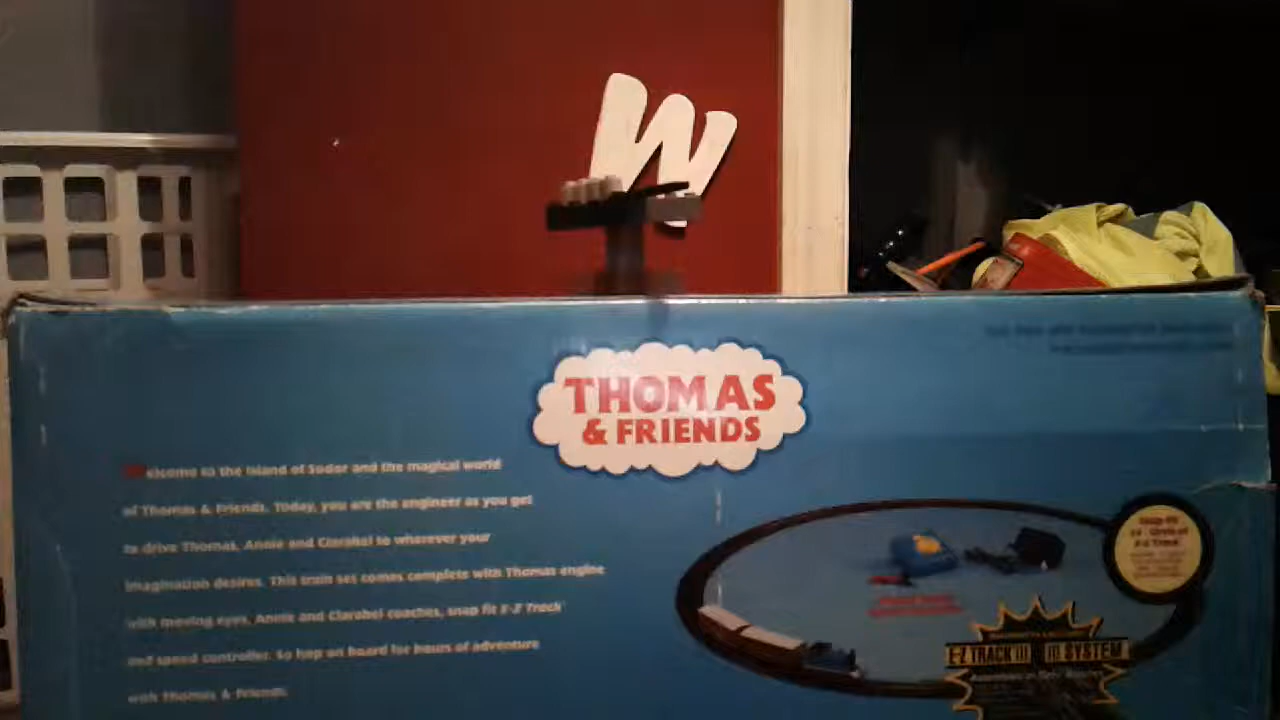 W
THOMAS
& FRIENDS
Welcome to the Island of Sodor and the magical world
of Thomas & Friends. Today, you are the engineer as you get
to drive Thomas, Annie and Clarabel to wherever your
imagination desires. This train set comes complete with Thomas engine
with moving eyes, Annie and Clarabel coaches, snap fit E-Z Track
and speed controller. So hop on board for hours of adventure
with Thomas & Friends.
E-Z TRACK SYSTEM